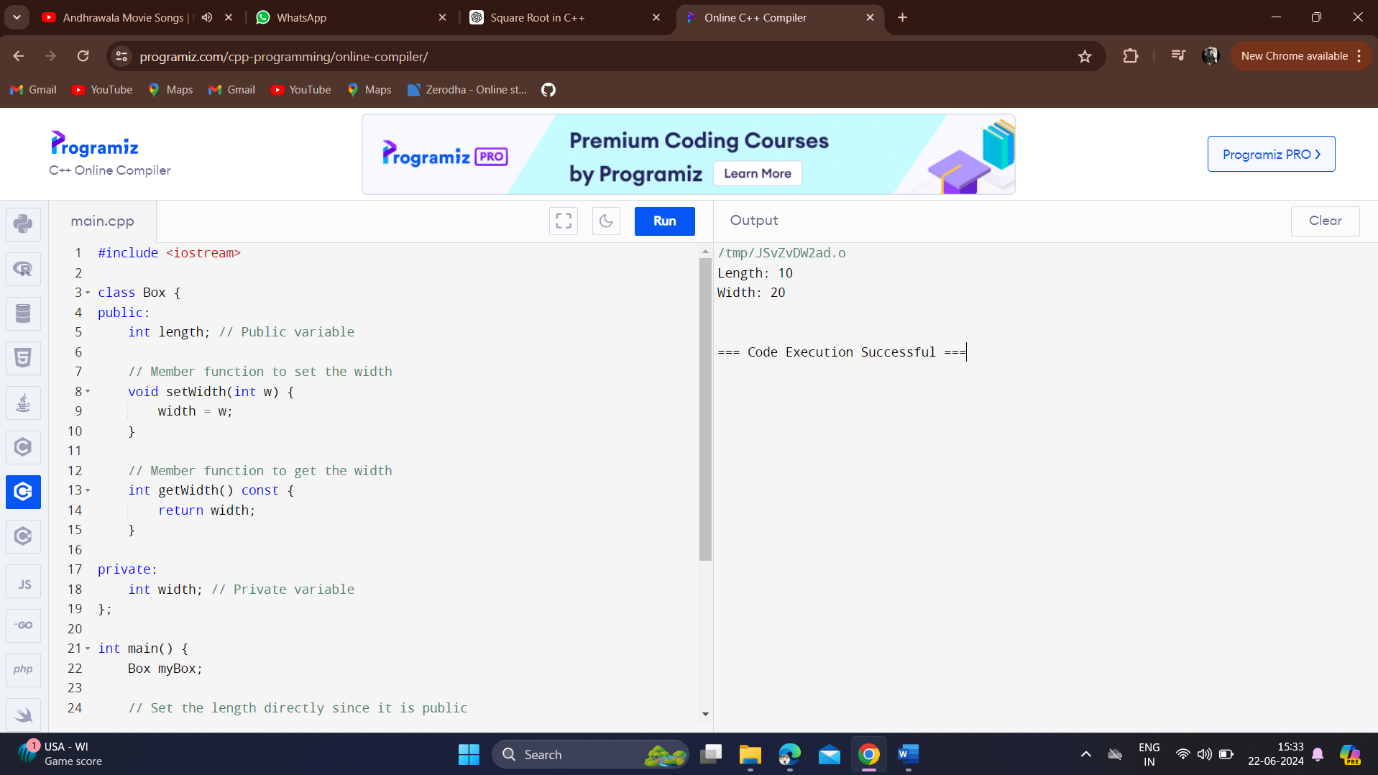 Andhrawala Movie Songs |
WhatsApp
Square Root in C++
Online C++ Compiler
programiz.com/cpp-programming/online-compiler/
New Chrome available
Gmail
YouTube
Maps
Gmail
YouTube
Maps
Zerodha - Online st...
Programiz
C++ Online Compiler
Programiz PRO
Premium Coding Courses
by Programiz
Learn More
Programiz PRO >
main.cpp
Run
Output
Clear
1 #include <iostream>
2
3 class Box {
4 public:
5     int length; // Public variable
6
7     // Member function to set the width
8     void setWidth(int w) {
9         width = w;
10     }
11
12     // Member function to get the width
13     int getWidth() const {
14         return width;
15     }
16
17 private:
18     int width; // Private variable
19 };
20
21 int main() {
22     Box myBox;
23
24     // Set the length directly since it is public
/tmp/JSvZvDW2ad.o
Length: 10
Width: 20
=== Code Execution Successful ===
JS
GO
php
1
USA - WI
Game score
Search
W
ENG
IN
15:33
22-06-2024
PRE